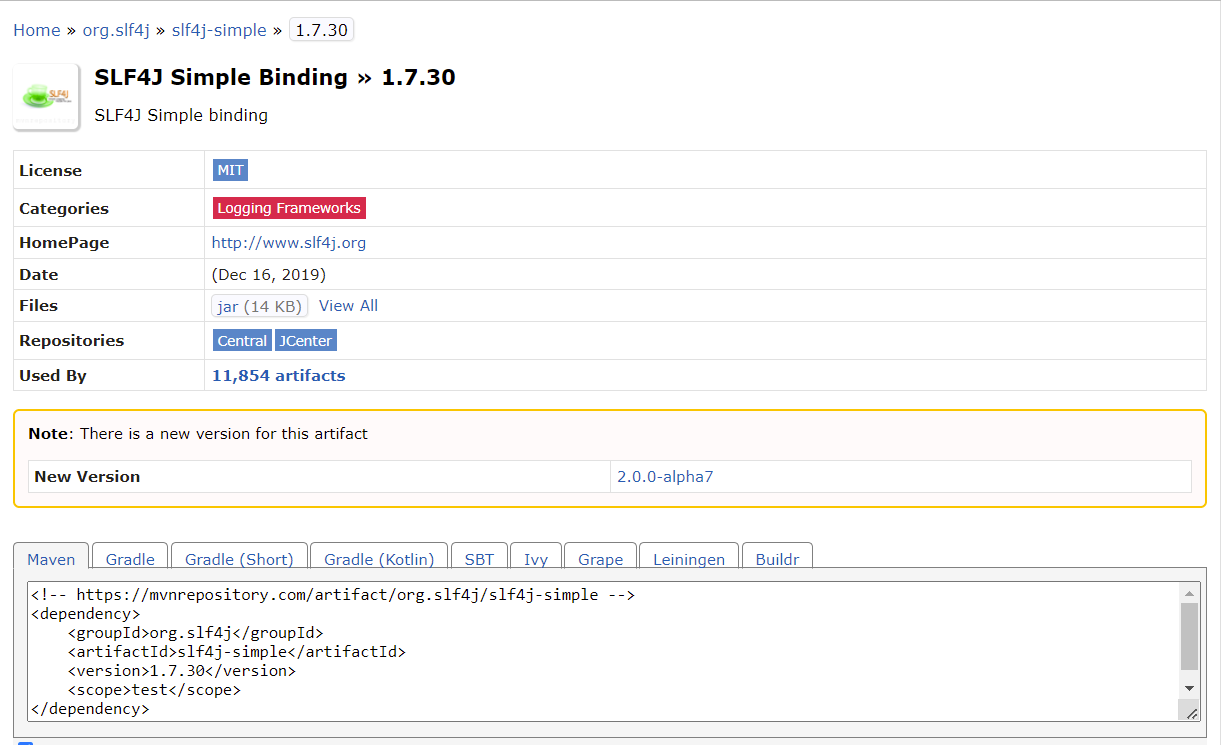 Home » org.slf4j » slf4j-simple » 1.7.30
SLF4J
SLF4J Simple Binding » 1.7.30
SLF4J Simple binding
License MIT
Categories Logging Frameworks
HomePage http://www.slf4j.org
Date (Dec 16, 2019)
Files jar (14 KB) View All
Repositories Central JCenter
Used By 11,854 artifacts
Note: There is a new version for this artifact
New Version 2.0.0-alpha7
Maven Gradle Gradle (Short) Gradle (Kotlin) SBT Ivy Grape Leiningen Buildr
<!-- https://mvnrepository.com/artifact/org.slf4j/slf4j-simple -->
<dependency>
    <groupId>org.slf4j</groupId>
    <artifactId>slf4j-simple</artifactId>
    <version>1.7.30</version>
    <scope>test</scope>
</dependency>